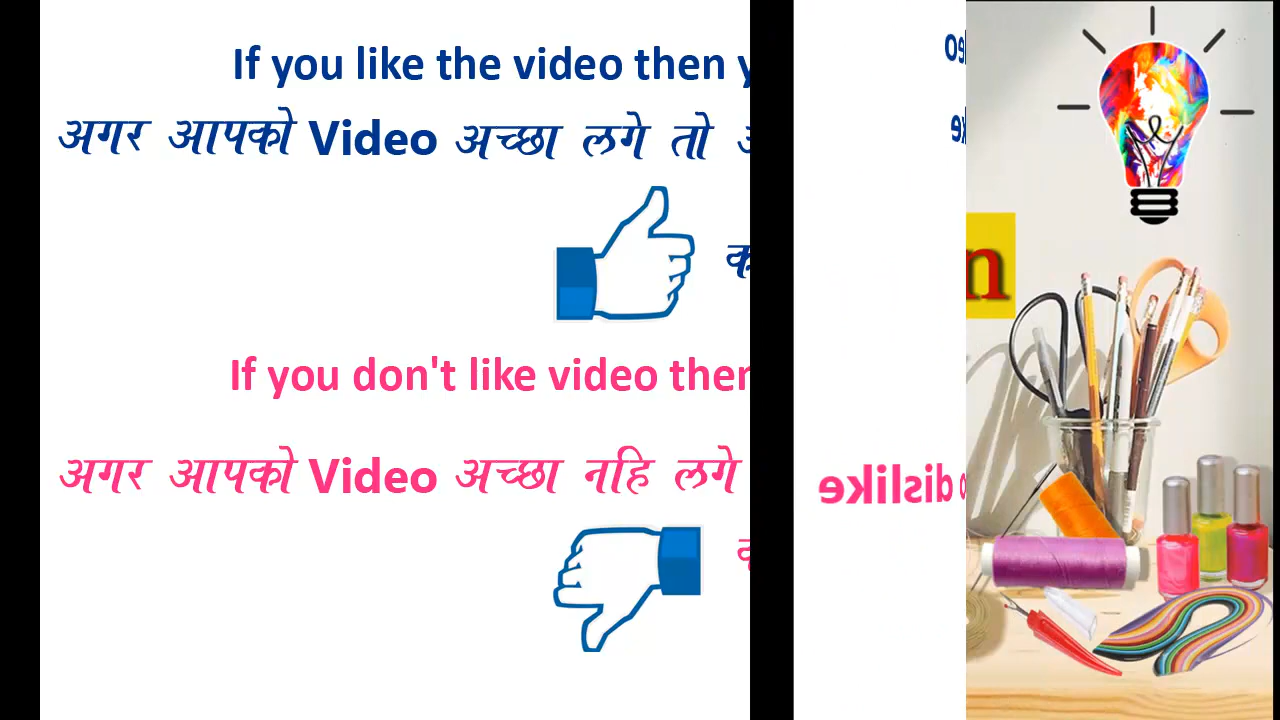 If you like the video then
अगर आपको Video अच्छा लगे तो
If you don't like video then
अगर आपको Video अच्छा नहि लगे
dislike